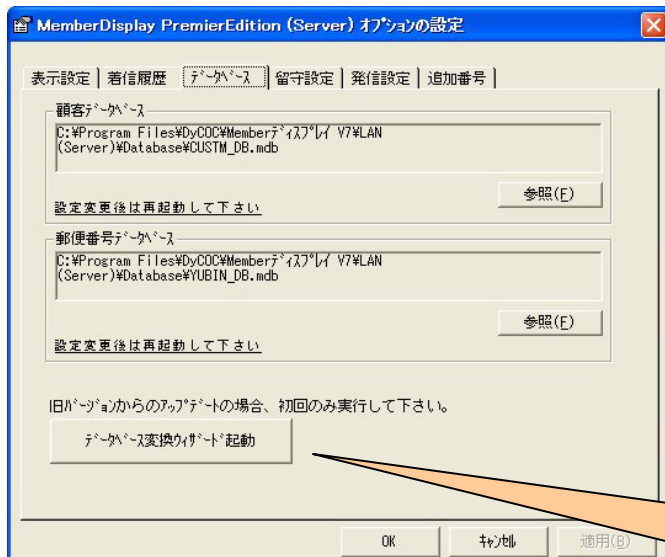 MemberDisplay PremierEdition (Server) ｵﾌﾟｼｮﾝの設定
表示設定 着信履歴 ﾃﾞｰﾀﾍﾞｰｽ 留守設定 発信設定 追加番号
顧客ﾃﾞｰﾀﾍﾞｰｽ
C:¥Program Files¥DyCOC¥Memberﾃﾞｨｽﾌﾟﾚｲ V7¥LAN
(Server)¥Database¥CUSTM_DB.mdb
参照(F)
設定変更後は再起動して下さい
郵便番号ﾃﾞｰﾀﾍﾞｰｽ
C:¥Program Files¥DyCOC¥Memberﾃﾞｨｽﾌﾟﾚｲ V7¥LAN
(Server)¥Database¥YUBIN_DB.mdb
参照(F)
設定変更後は再起動して下さい
旧ﾊﾞｰｼﾞｮﾝからのｱｯﾌﾟﾃﾞｰﾄの場合、初回のみ実行して下さい。
ﾃﾞｰﾀﾍﾞｰｽ変換ｳｨｻﾞｰﾄﾞ起動
OK ｷｬﾝｾﾙ 適用(B)